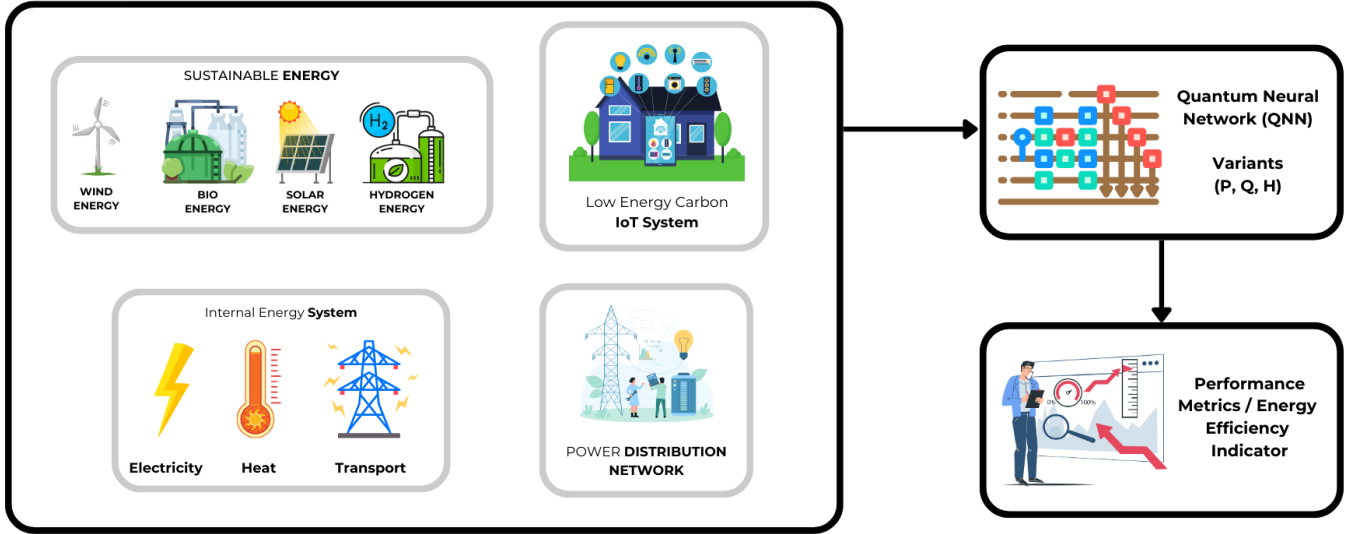 SUSTAINABLE ENERGY
WIND
ENERGY
BIO
ENERGY
SOLAR
ENERGY
H2
HYDROGEN
ENERGY
Low Energy Carbon
IoT System
Internal Energy System
Electricity
Heat
Transport
POWER DISTRIBUTION
NETWORK
Quantum Neural
Network (QNN)
Variants
(P, Q, H)
0%
100%
Performance
Metrics / Energy
Efficiency
Indicator